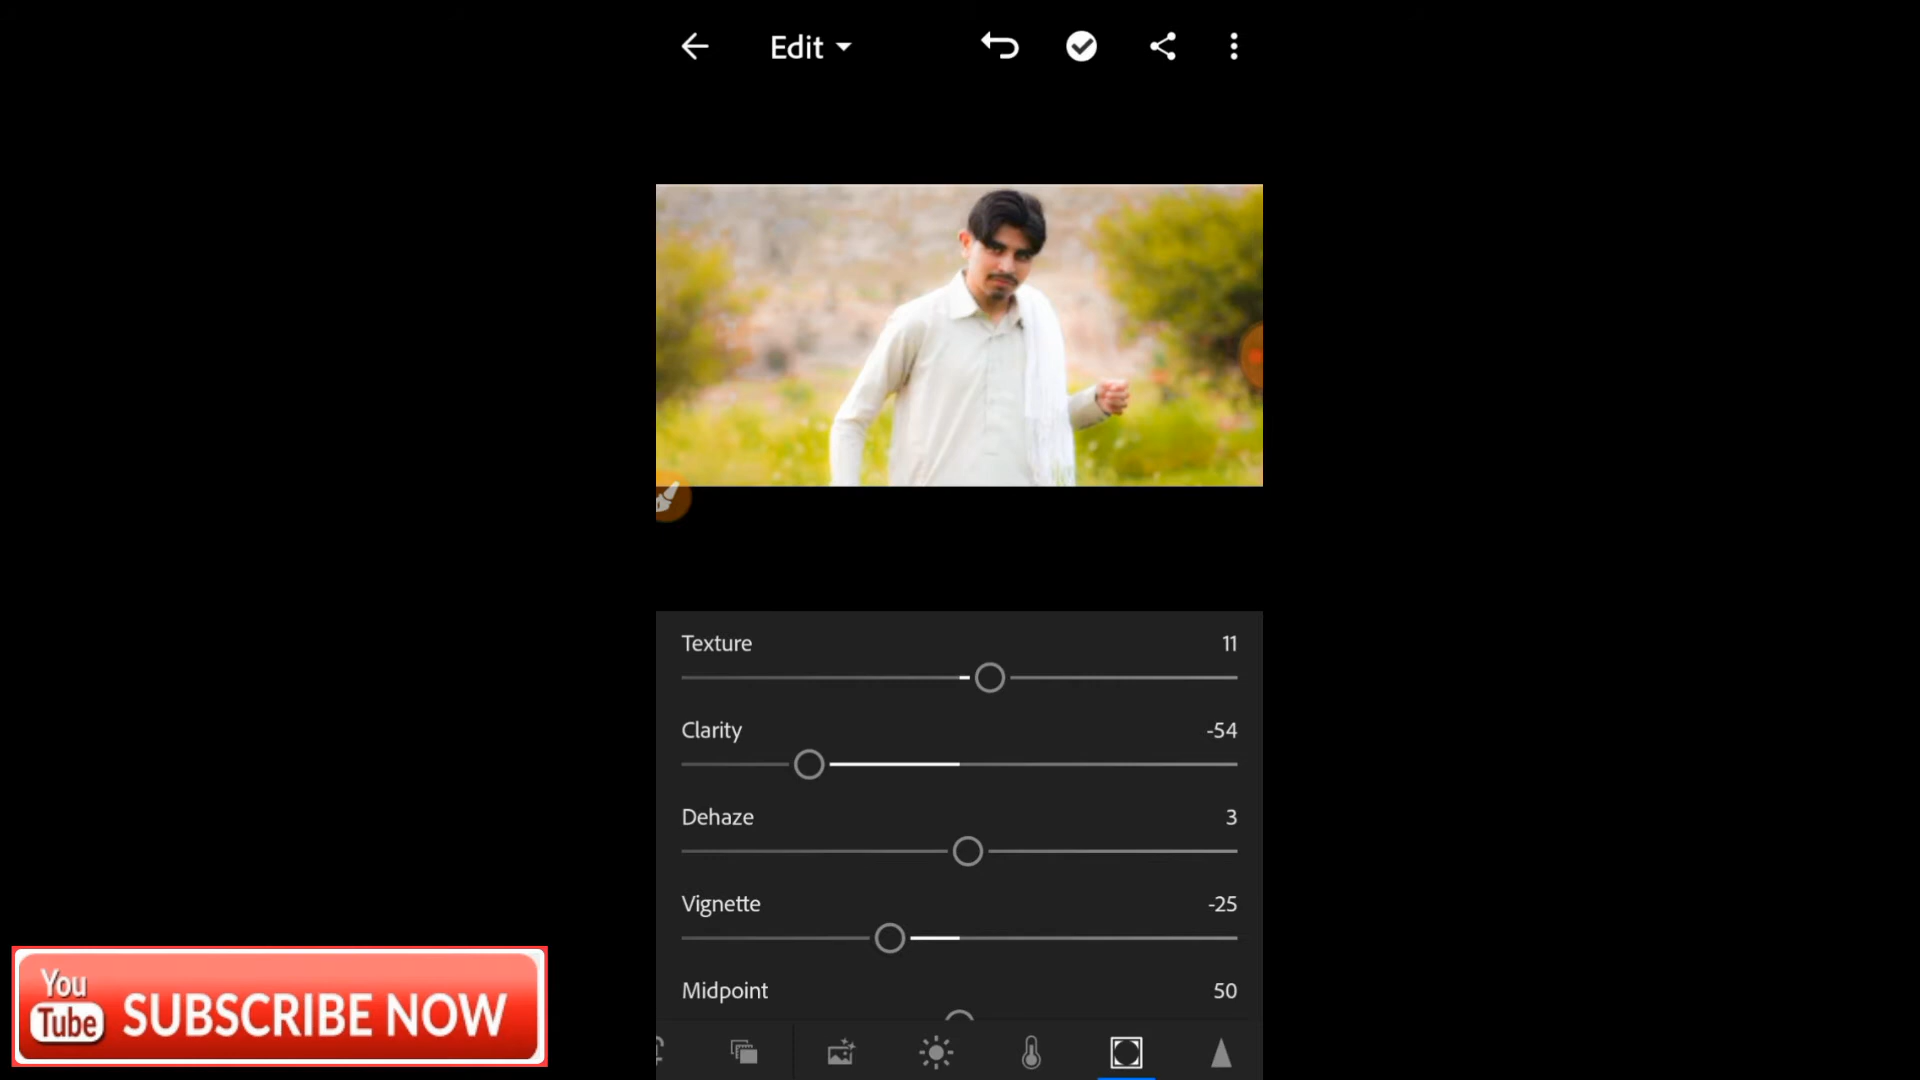 Edit
Texture 11
Clarity -54
Dehaze 3
Vignette -25
Midpoint 50
You
Tube SUBSCRIBE NOW